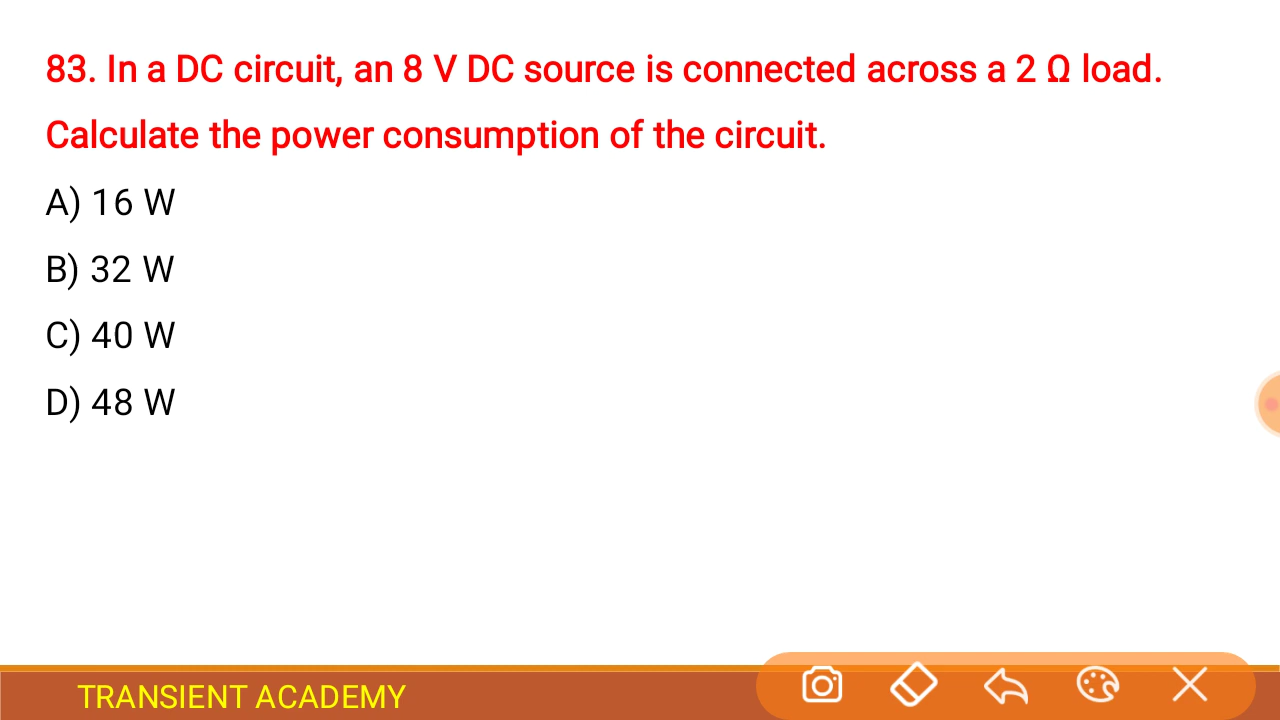 83. In a DC circuit, an 8 V DC source is connected across a 2 Ω load.
Calculate the power consumption of the circuit.
A) 16 W
B) 32 W
C) 40 W
D) 48 W
TRANSIENT ACADEMY